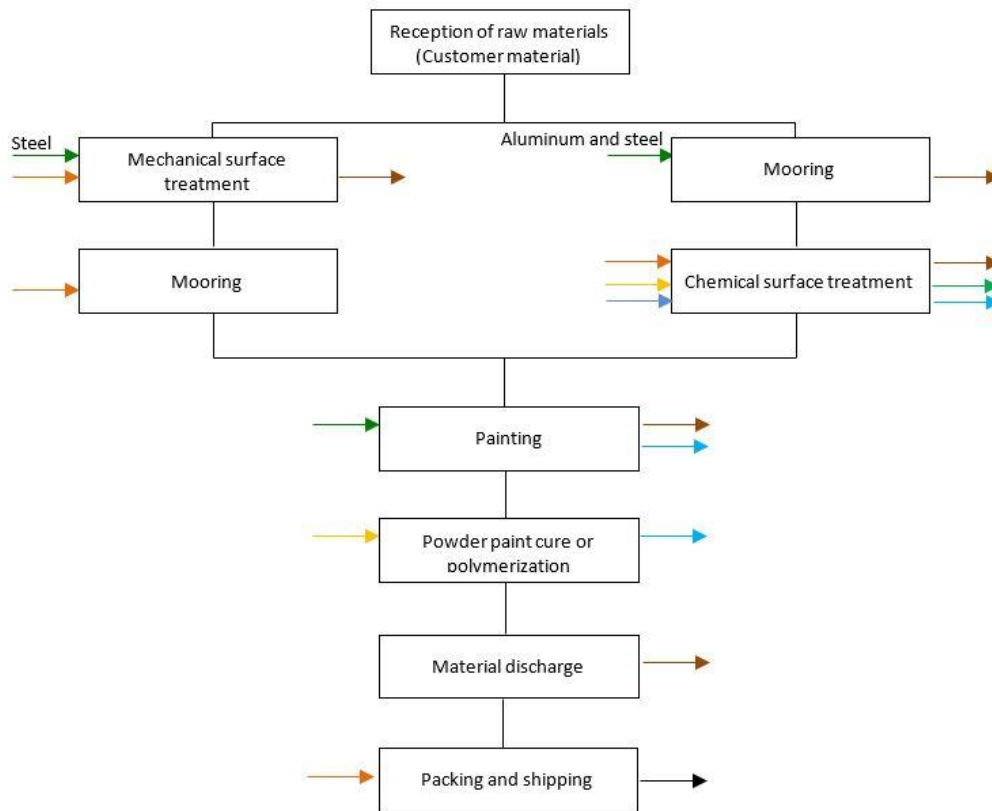 Reception of raw materials
(Customer material)
Steel
Mechanical surface
treatment
Aluminum and steel
Mooring
Mooring
Chemical surface treatment
Painting
Powder paint cure or
polymerization
Material discharge
Packing and shipping